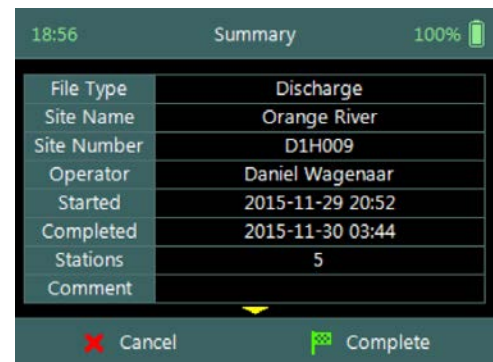 18:56 Summary 100%
File Type Discharge
Site Name Orange River
Site Number D1H009
Operator Daniel Wagenaar
Started 2015-11-29 20:52
Completed 2015-11-30 03:44
Stations 5
Comment
Cancel Complete